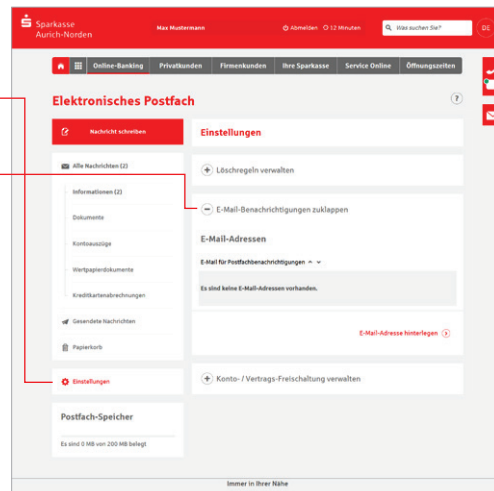 Sparkasse
Aurich-Norden
Max Mustermann
Abmelden
12 Minuten
Was suchen Sie?
DE
Online-Banking
Privatkunden
Firmenkunden
Ihre Sparkasse
Service Online
Öffnungszeiten
Elektronisches Postfach
?
Nachricht schreiben
Alle Nachrichten (2)
Informationen (2)
Dokumente
Kontoauszüge
Wertpapierdokumente
Kreditkartenabrechnungen
Gesendete Nachrichten
Papierkorb
Einstellungen
Postfach-Speicher
Es sind 0 MB von 200 MB belegt.
Einstellungen
Löschregeln verwalten
E-Mail-Benachrichtigungen zuklappen
E-Mail-Adressen
E-Mail für Postfachbenachrichtigungen
Es sind keine E-Mail-Adressen vorhanden.
E-Mail-Adresse hinterlegen
Konto- / Vertrags-Freischaltung verwalten
Immer in Ihrer Nähe